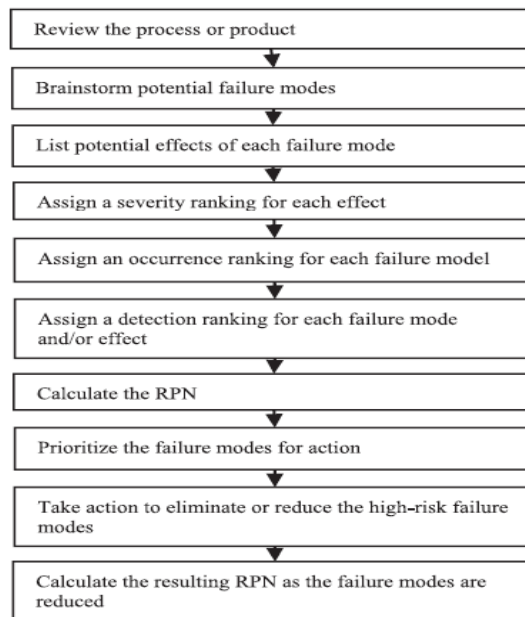 Review the process or product
Brainstorm potential failure modes
List potential effects of each failure mode
Assign a severity ranking for each effect
Assign an occurrence ranking for each failure model
Assign a detection ranking for each failure mode
and/or effect
Calculate the RPN
Prioritize the failure modes for action
Take action to eliminate or reduce the high-risk failure
modes
Calculate the resulting RPN as the failure modes are
reduced